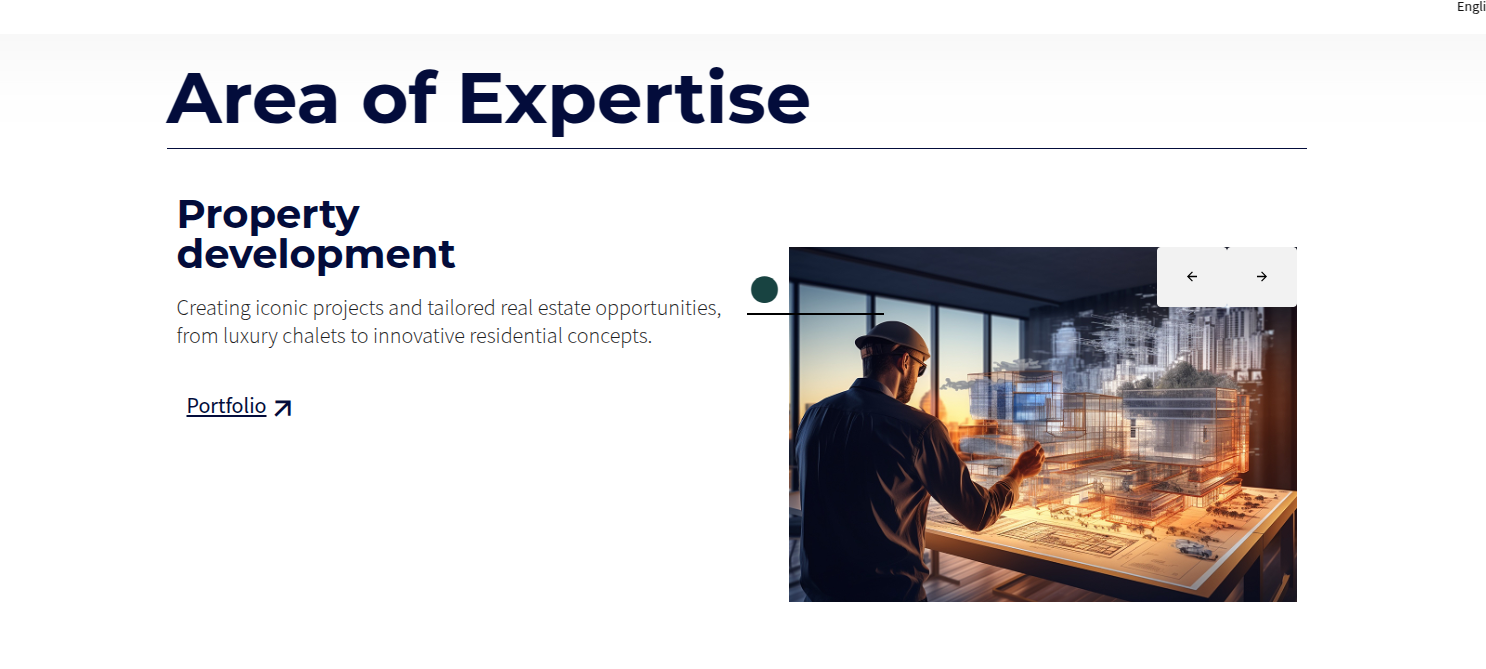 Engli
Area of Expertise
Property
development
Creating iconic projects and tailored real estate opportunities,
from luxury chalets to innovative residential concepts.
Portfolio